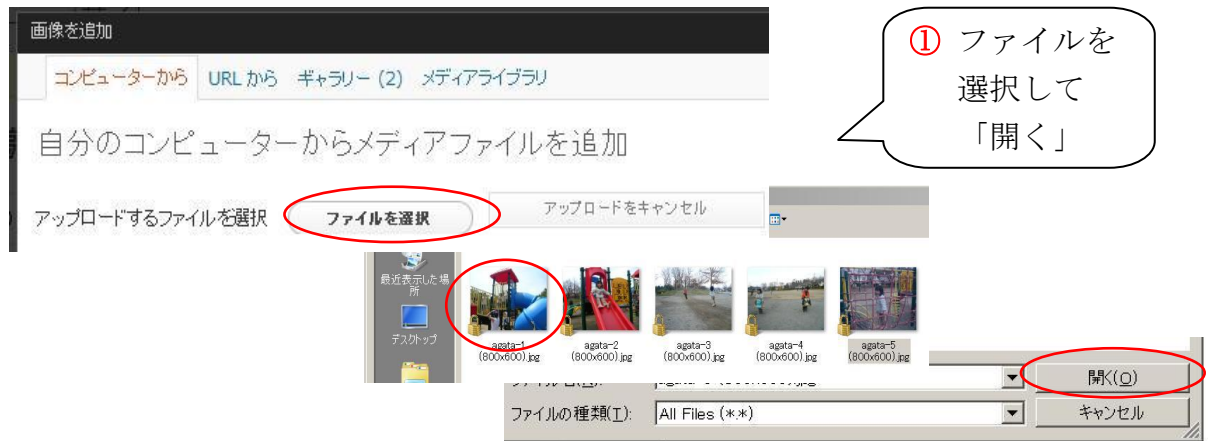 画像を追加
コンピューターから URL から ギャラリー (2) メディアライブラリ
自分のコンピューターからメディアファイルを追加
アップロードするファイルを選択 ファイルを選択 アップロードをキャンセル
① ファイルを
選択して
「開く」
最近表示した場
所
デスクトップ
agata-1
(800x600).jpg
agata-2
(800x600).jpg
agata-3
(800x600).jpg
agata-4
(800x600).jpg
agata-5
(800x600).jpg
開く(O)
ファイルの種類(T): All Files (*.*) キャンセル